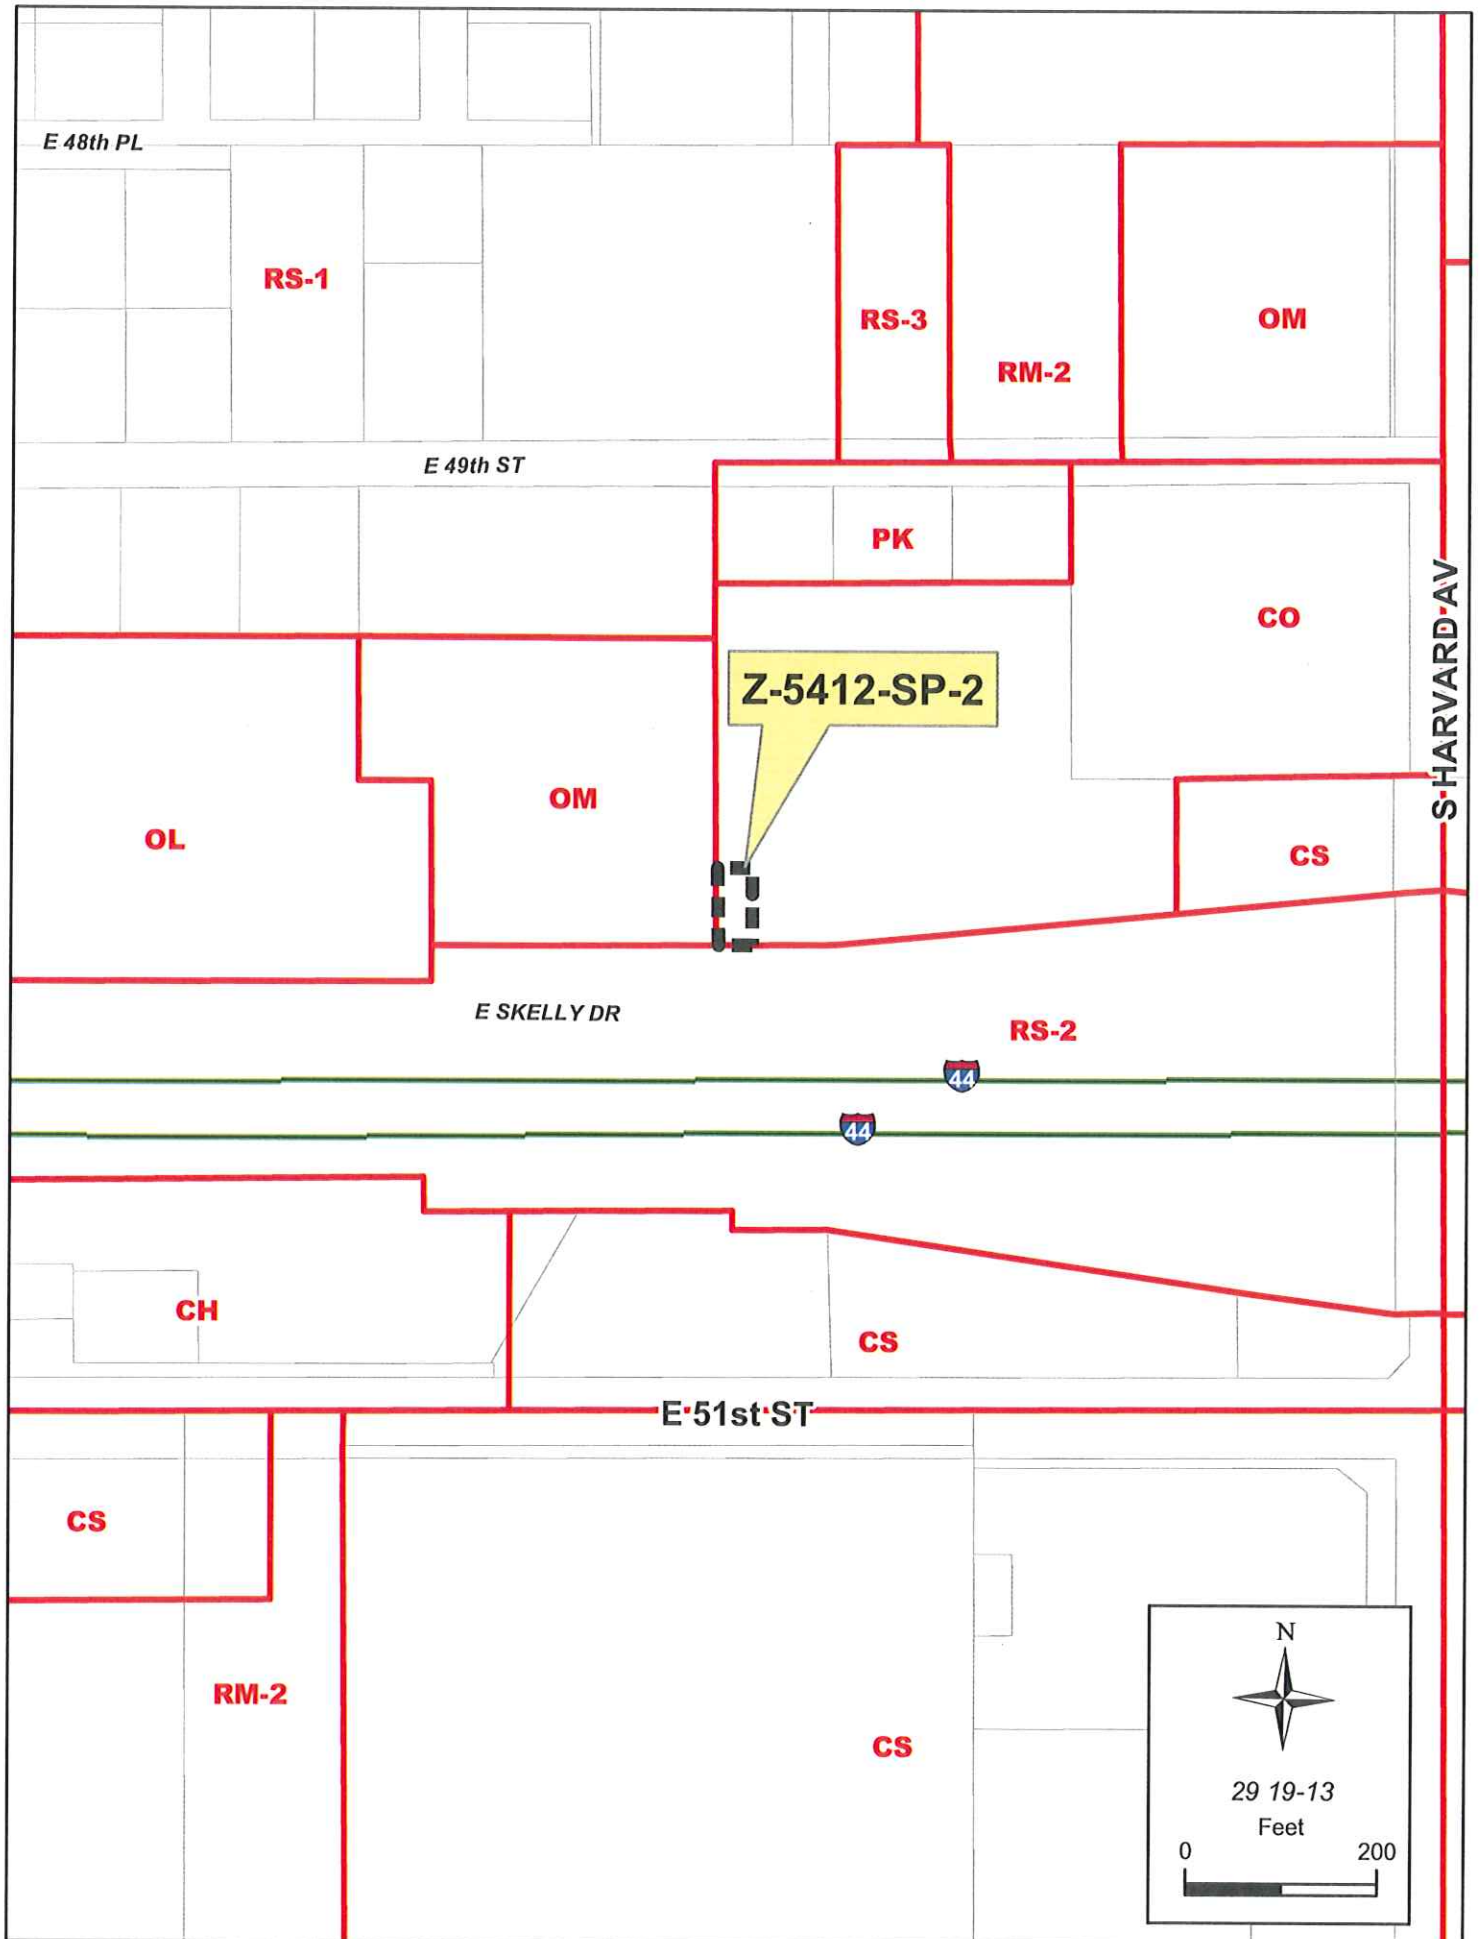 E 48th PL
RS-1
RS-3
OM
RM-2
E 49th ST
PK
CO
S HARVARD AV
Z-5412-SP-2
OM
OL
CS
E SKELLY DR
RS-2
44
44
CH
CS
E 51st ST
CS
N
RM-2
CS
29 19-13
Feet
0 200